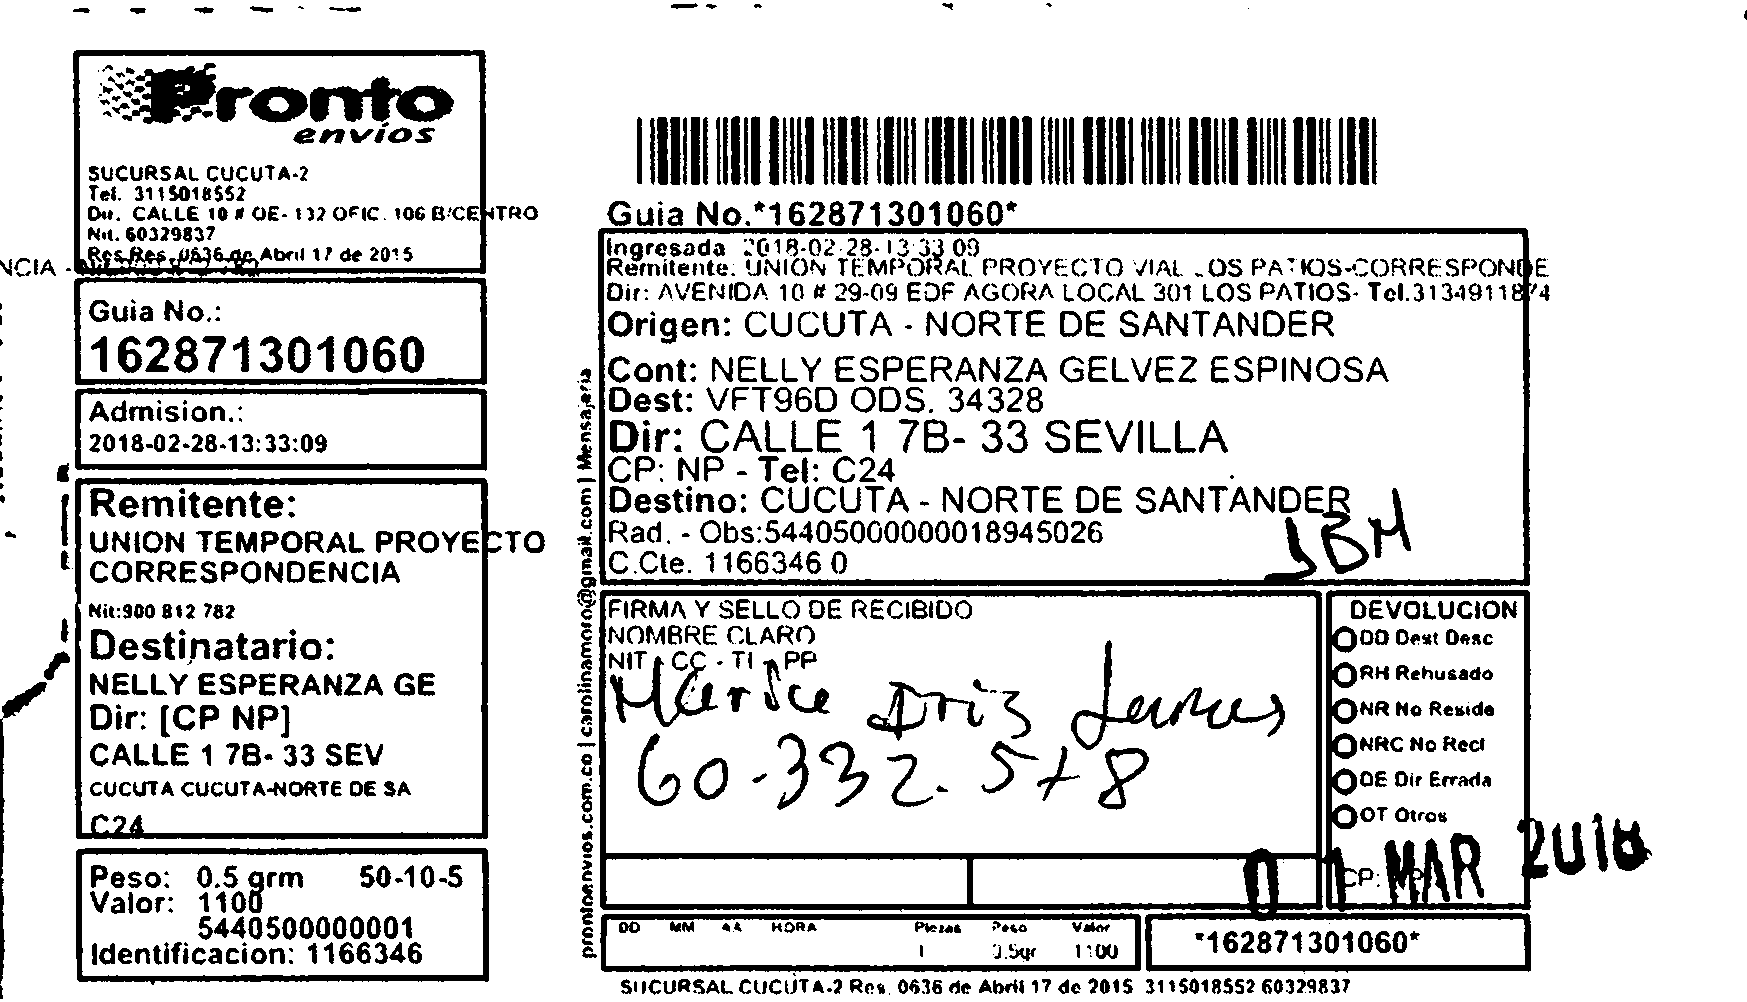 Pronto
envíos
SUCURSAL CUCUTA-2
Tel. 3115018552
Dir. CALLE 10 # OE- 132 OFIC. 106 B/CENTRO
Nit. 60329837
Res.Res. 0636 de Abril 17 de 2015
NCIA -
Guia No.:
162871301060
Admision.:
2018-02-28-13:33:09
Remitente:
UNION TEMPORAL PROYECTO
CORRESPONDENCIA
Nit:900 812 782
Destinatario:
NELLY ESPERANZA GE
Dir: [CP NP]
CALLE 1 7B- 33 SEV
CUCUTA CUCUTA-NORTE DE SA
C24
Peso: 0.5 grm 50-10-5
Valor: 1100
5440500000001
Identificacion: 1166346
prontoenvios.com.co | carolinamoro@gmail.com | Mensajeria
Guia No.*162871301060*
Ingresada 2018-02-28-13:33:09
Remitente: UNION TEMPORAL PROYECTO VIAL LOS PATIOS-CORRESPONDE
Dir: AVENIDA 10 # 29-09 EDF AGORA LOCAL 301 LOS PATIOS- Tel.3134911874
Origen: CUCUTA - NORTE DE SANTANDER
Cont: NELLY ESPERANZA GELVEZ ESPINOSA
Dest: VFT96D ODS. 34328
Dir: CALLE 1 7B- 33 SEVILLA
CP: NP - Tel: C24
Destino: CUCUTA - NORTE DE SANTANDER
Rad. - Obs:54405000000018945026
C.Cte. 1166346 0
JBM
FIRMA Y SELLO DE RECIBIDO
NOMBRE CLARO
NIT - CC - TI - PP
60-332.578
DEVOLUCION
DD Dest Desc
RH Rehusado
NR No Reside
NRC No Recl
DE Dir Errada
OT Otros
CP:
01 MAR 2018
DD MM AA HORA Piezas Peso Valor
1 0.5gr 1100
*162871301060*
SUCURSAL CUCUTA-2 Res. 0636 de Abril 17 de 2015 3115018552 60329837